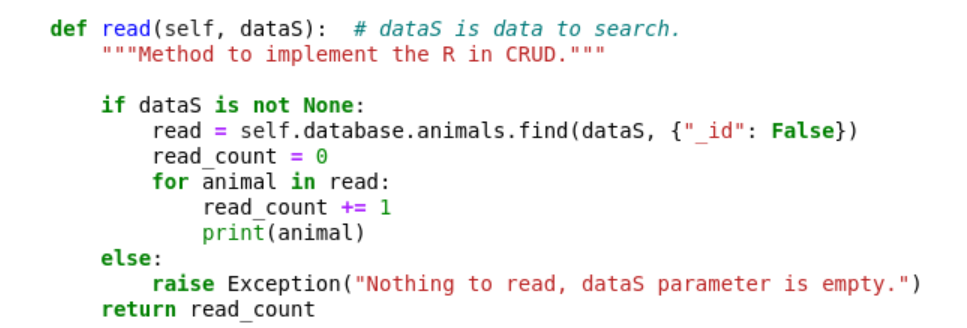 def read(self, dataS):  # dataS is data to search.
    """Method to implement the R in CRUD."""

    if dataS is not None:
        read = self.database.animals.find(dataS, {"_id": False})
        read_count = 0
        for animal in read:
            read_count += 1
            print(animal)
    else:
        raise Exception("Nothing to read, dataS parameter is empty.")
    return read_count